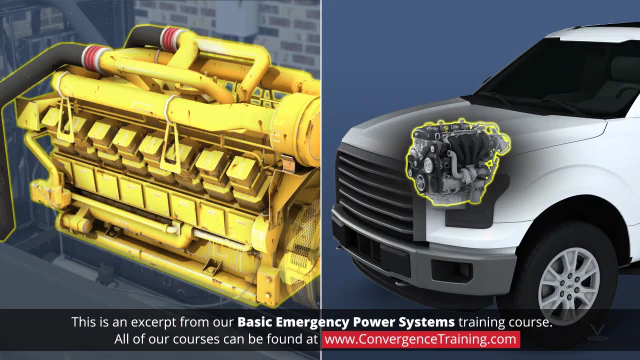 This is an excerpt from our Basic Emergency Power Systems training course.
All of our courses can be found at www.ConvergenceTraining.com